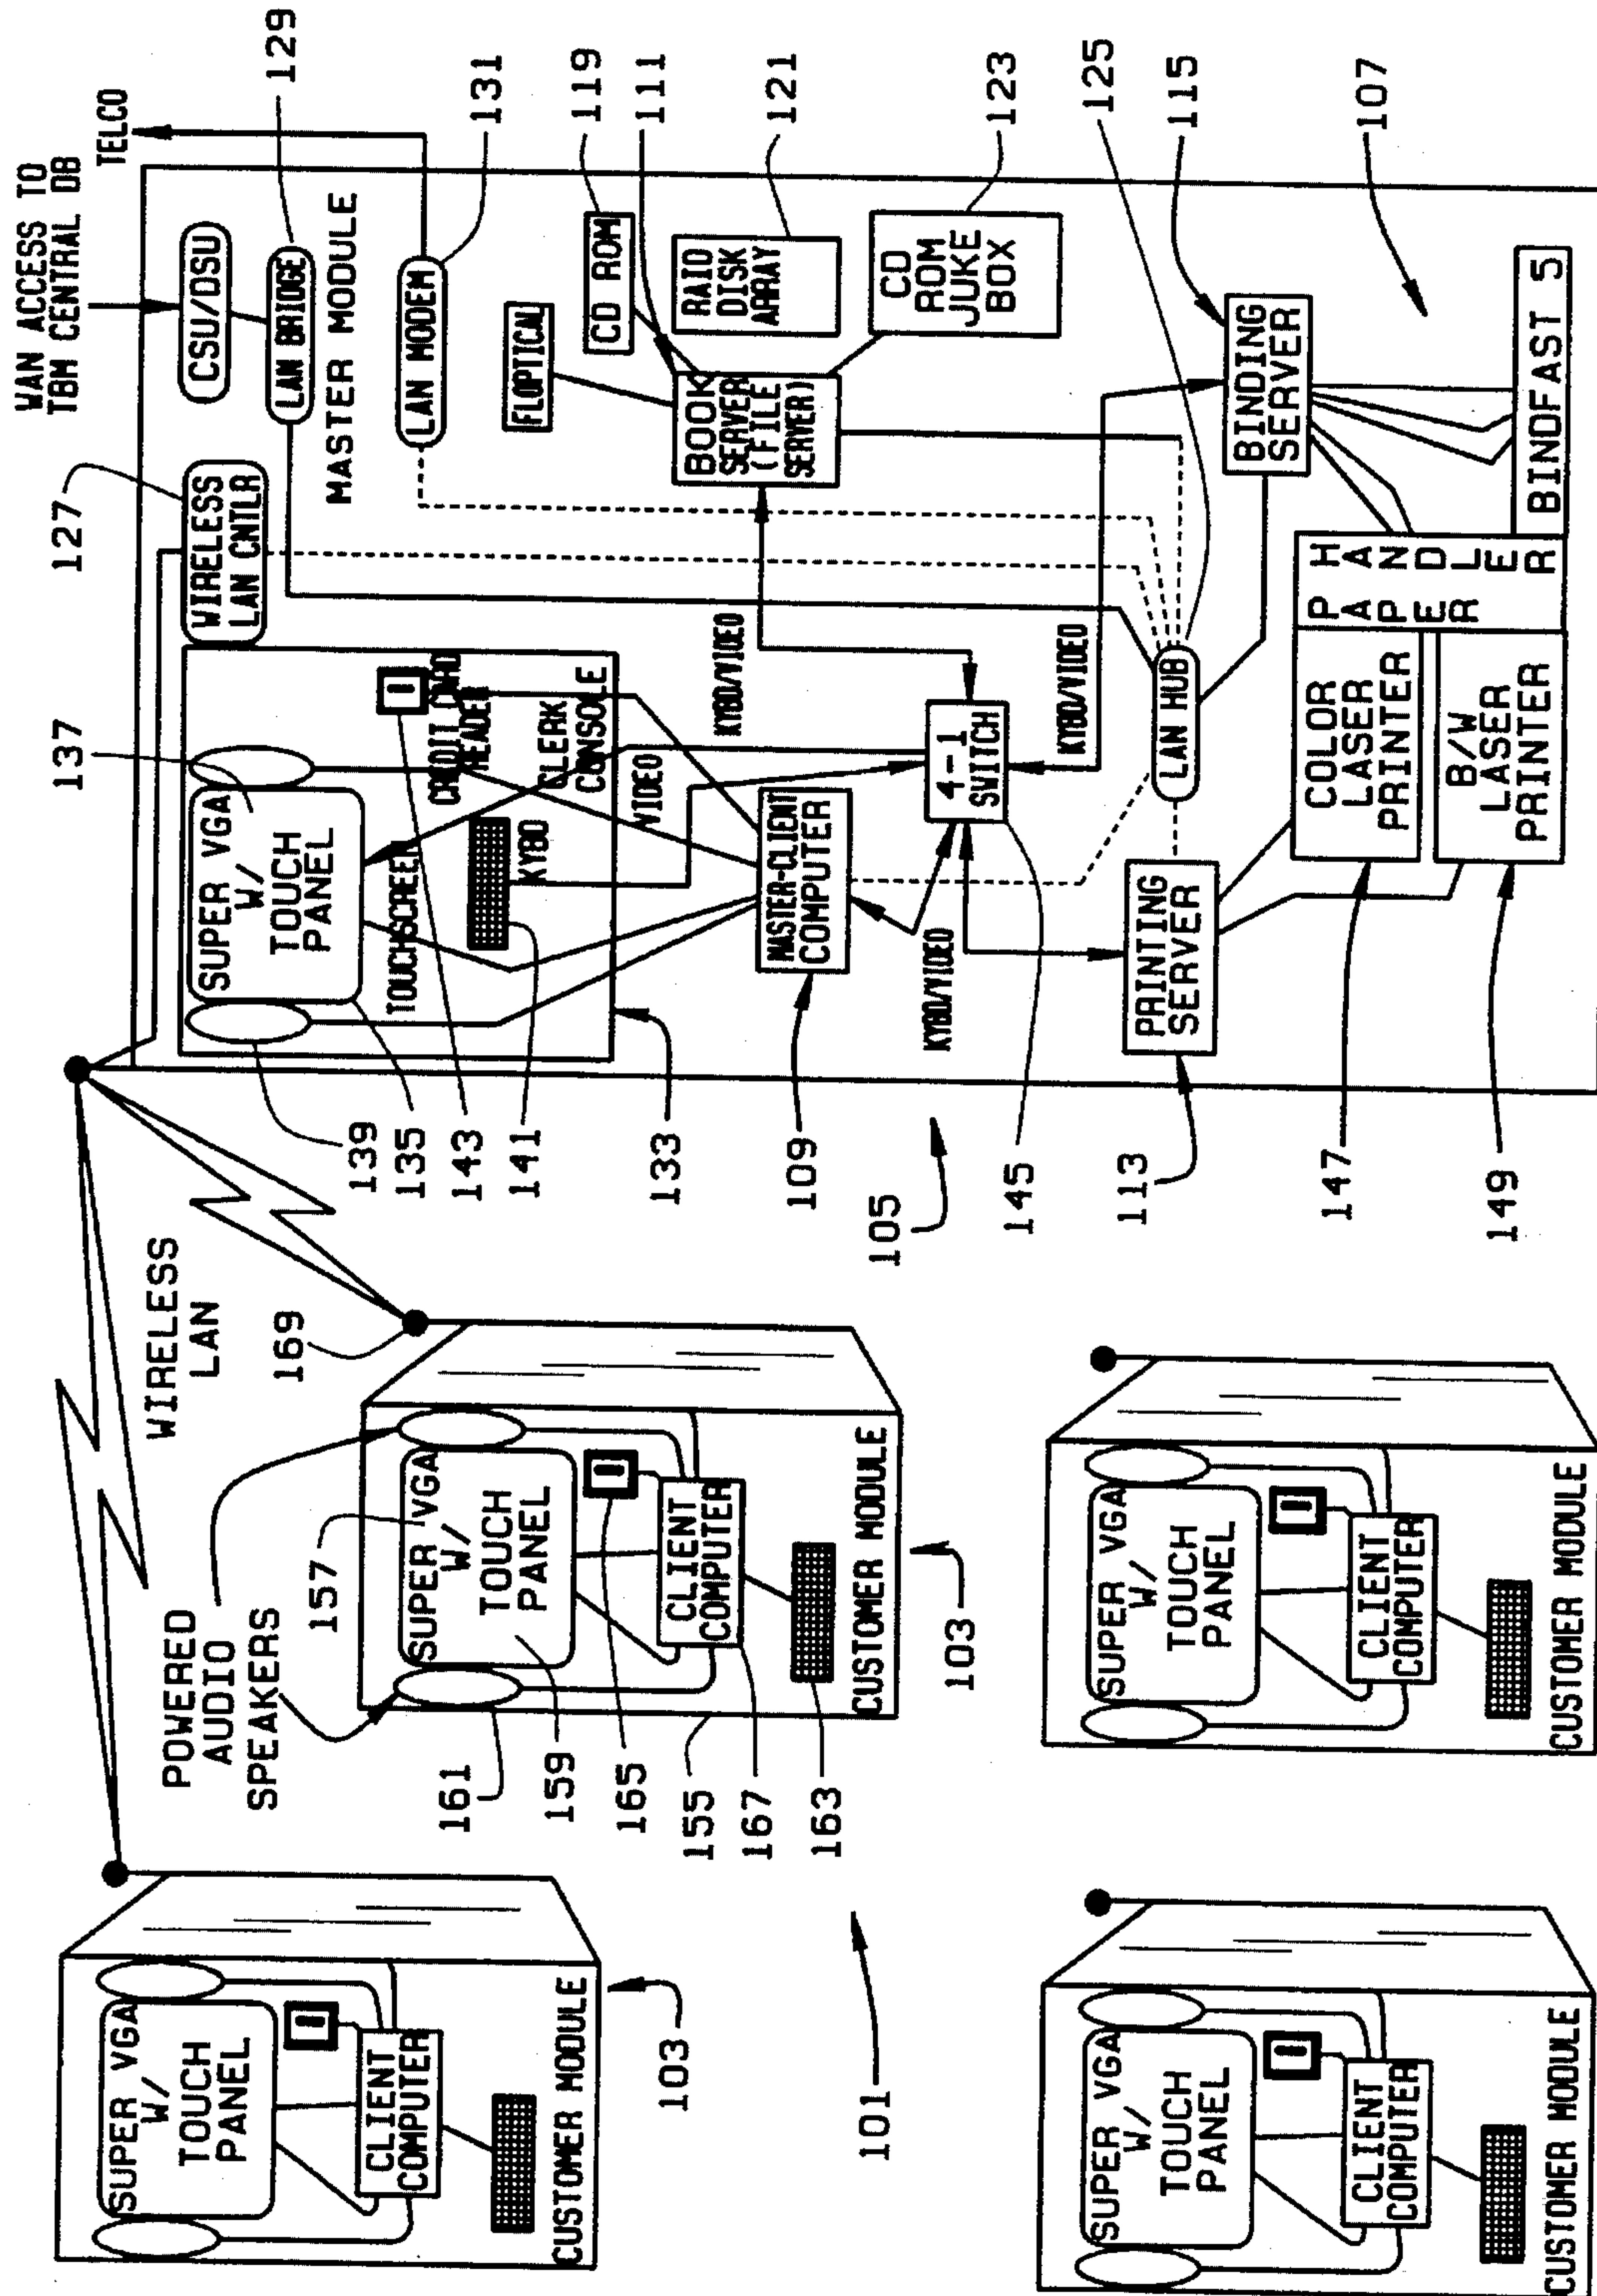 WAN ACCESS TO
TBM CENTRAL DB
TELCO
127
129
131
137
CSU/DSU
LAN BRIDGE
WIRELESS
LAN CNTLR
MASTER MODULE
LAN MODEM
119
111
121
123
125
115
107
FLOPTICAL
CD ROM
RAID
DISK
ARRAY
CD
ROM
JUKE
BOX
BOOK
SERVER
(FILE
SERVER)
SUPER VGA
W/
TOUCH
PANEL
TOUCHSCREEN
CREDIT CARD
READER
CLERK
CONSOLE
KYBD
VIDEO
KYBD/VIDEO
MASTER-CLIENT
COMPUTER
4-1
SWITCH
KYBD/VIDEO
KYBD/VIDEO
LAN HUB
BINDING
SERVER
PRINTING
SERVER
COLOR
LASER
PRINTER
B/W
LASER
PRINTER
PAPER
HANDLER
BINDFAST 5
139
135
143
141
133
109
105
145
113
147
149
WIRELESS
LAN
169
POWERED
AUDIO
SPEAKERS
157
SUPER VGA
W/
TOUCH
PANEL
CLIENT
COMPUTER
CUSTOMER MODULE
103
161
159
165
155
167
163
SUPER VGA
W/
TOUCH
PANEL
CLIENT
COMPUTER
CUSTOMER MODULE
103
101
SUPER VGA
W/
TOUCH
PANEL
CLIENT
COMPUTER
CUSTOMER MODULE
SUPER VGA
W/
TOUCH
PANEL
CLIENT
COMPUTER
CUSTOMER MODULE